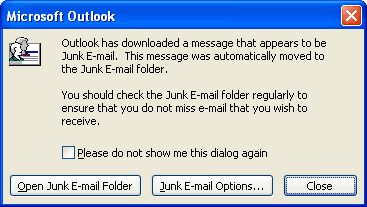 Microsoft Outlook
Outlook has downloaded a message that appears to be
Junk E-mail.  This message was automatically moved to
the Junk E-mail folder.
You should check the Junk E-mail folder regularly to
ensure that you do not miss e-mail that you wish to
receive.
Please do not show me this dialog again
Open Junk E-mail Folder
Junk E-mail Options...
Close